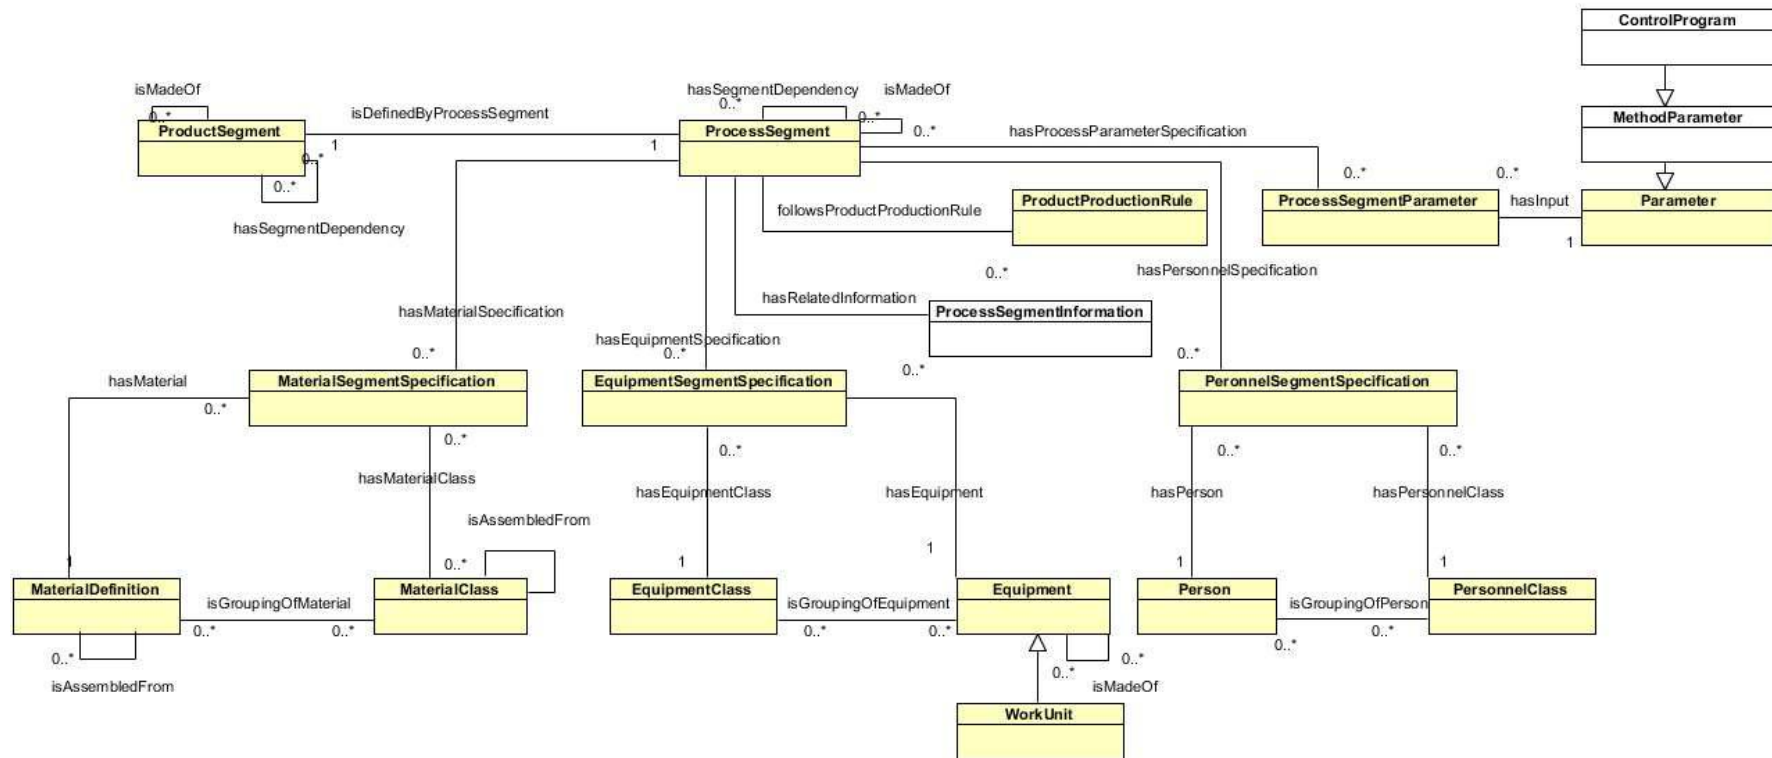 ControlProgram
isMadeOf
hasSegmentDependency
isMadeOf
0..*
0..*
isDefinedByProcessSegment
0..*
MethodParameter
ProductSegment
ProcessSegment
0..*
hasProcessParameterSpecification
1
1
0..*
0..*
0..*
0..*
hasInput
ProductProductionRule
ProcessSegmentParameter
Parameter
followsProductProductionRule
hasSegmentDependency
1
0..*
hasPersonnelSpecification
hasRelatedInformation
hasMaterialSpecification
ProcessSegmentInformation
hasEquipmentSpecification
0..*
0..*
0..*
0..*
hasMaterial
MaterialSegmentSpecification
EquipmentSegmentSpecification
PeronnelSegmentSpecification
0..*
0..*
0..*
0..*
0..*
hasMaterialClass
hasEquipmentClass
hasEquipment
hasPerson
hasPersonnelClass
isAssembledFrom
1
0..*
1
1
1
1
MaterialDefinition
MaterialClass
EquipmentClass
Equipment
Person
PersonnelClass
isGroupingOfMaterial
isGroupingOfEquipment
isGroupingOfPerson
0..*
0..*
0..*
0..*
0..*
0..*
0..*
0..*
0..*
isAssembledFrom
isMadeOf
WorkUnit